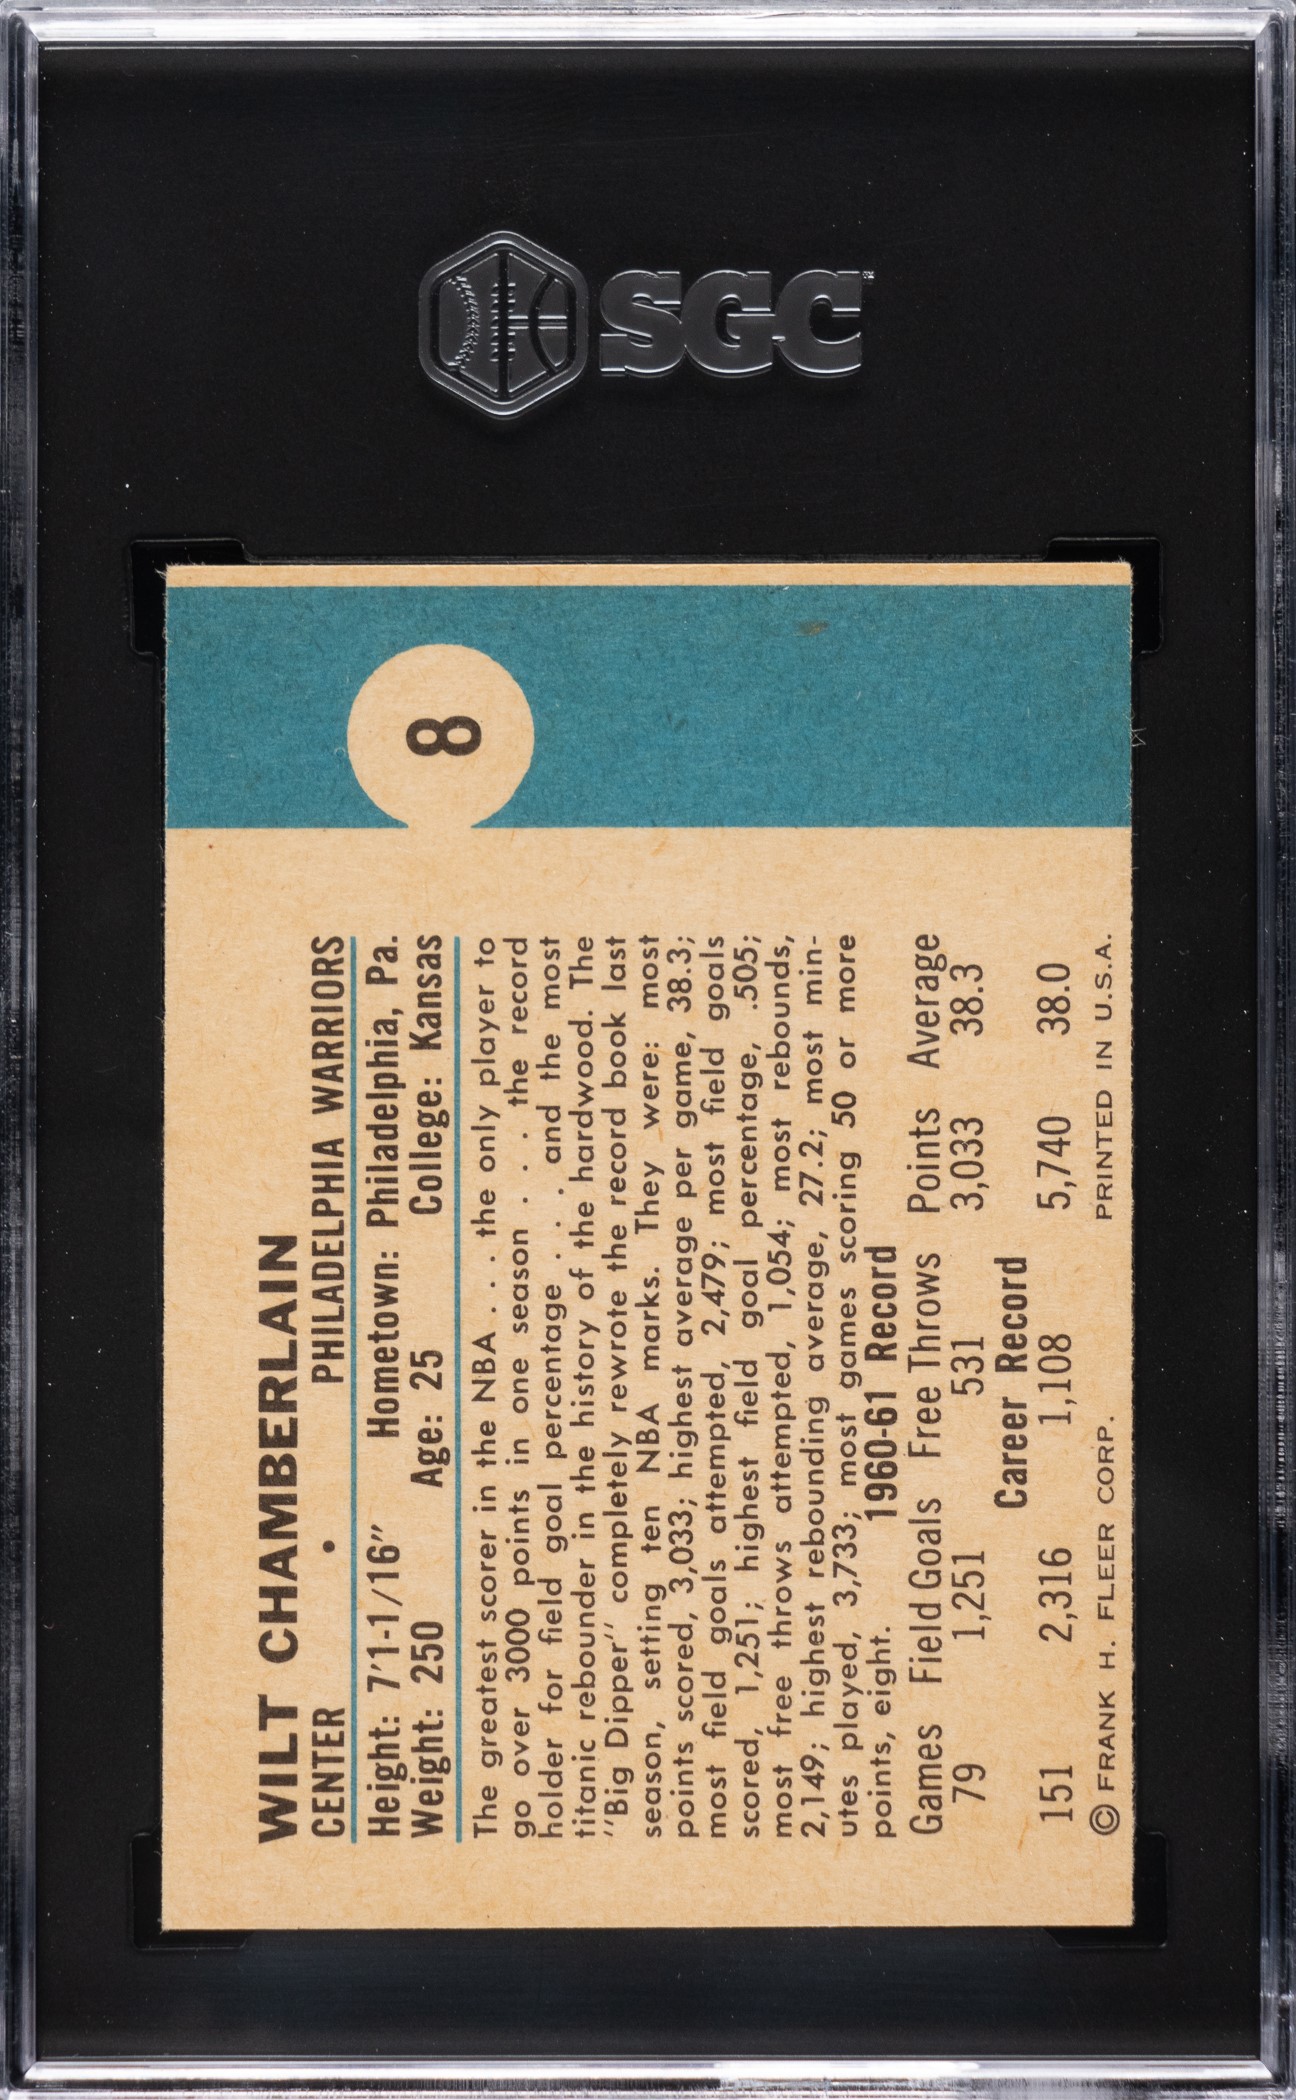 SGC
8
WILT CHAMBERLAIN
CENTER • PHILADELPHIA WARRIORS
Height: 7'1-1/16" Hometown: Philadelphia, Pa.
Weight: 250 Age: 25 College: Kansas
The greatest scorer in the NBA . . . the only player to
go over 3000 points in one season . . . the record
holder for field goal percentage . . . and the most
titanic rebounder in the history of the hardwood. The
"Big Dipper" completely rewrote the record book last
season, setting ten NBA marks. They were: most
points scored, 3,033; highest average per game, 38.3;
most field goals attempted, 2,479; most field goals
scored, 1,251; highest field goal percentage, .505;
most free throws attempted, 1,054; most rebounds,
2,149; highest rebounding average, 27.2; most min-
utes played, 3,733; most games scoring 50 or more
points, eight.
1960-61 Record
Games Field Goals Free Throws Points Average
79 1,251 531 3,033 38.3
Career Record
151 2,316 1,108 5,740 38.0
© FRANK H. FLEER CORP. PRINTED IN U.S.A.